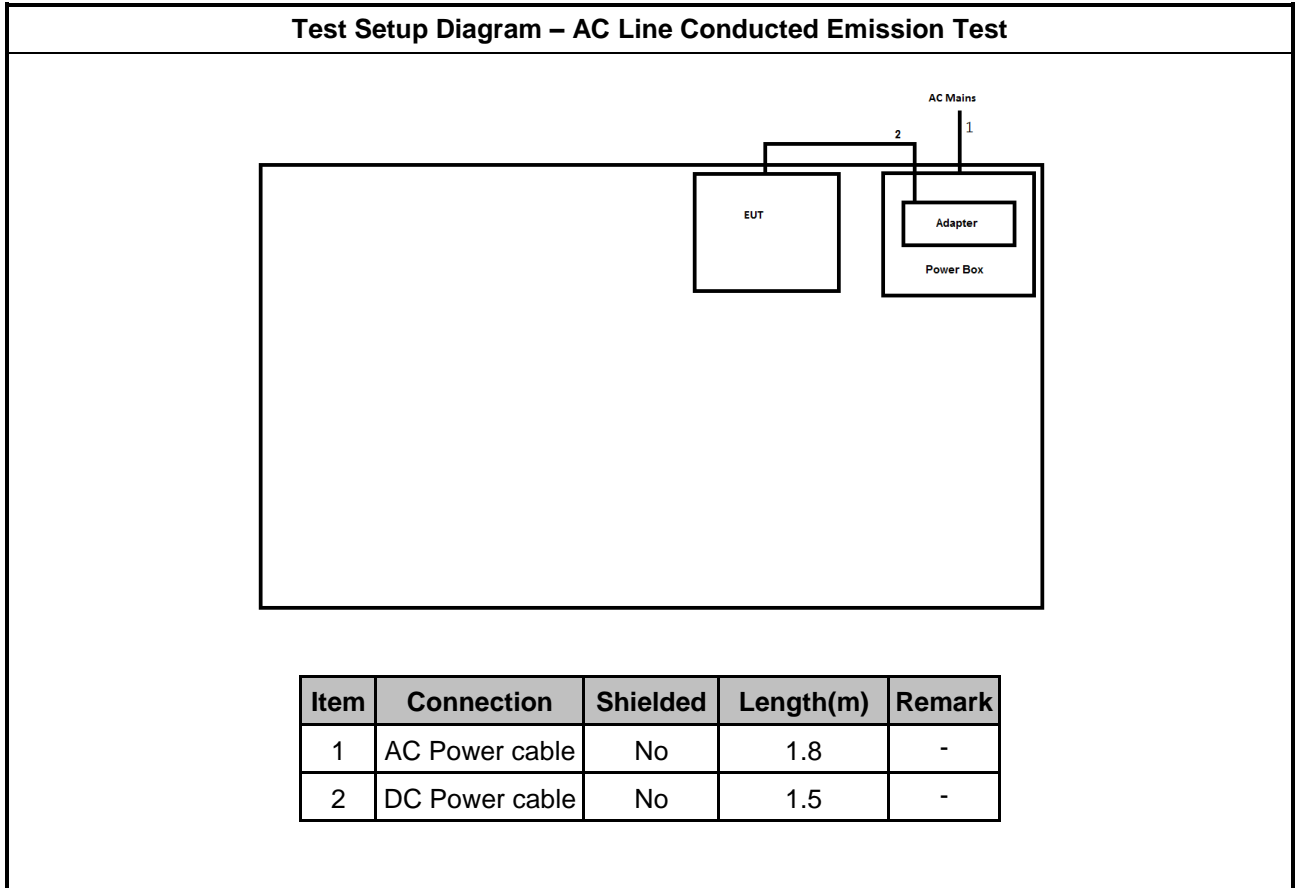 Test Setup Diagram – AC Line Conducted Emission Test
AC Mains
1
2
EUT
Adapter
Power Box
Item Connection Shielded Length(m) Remark
1 AC Power cable No 1.8 -
2 DC Power cable No 1.5 -